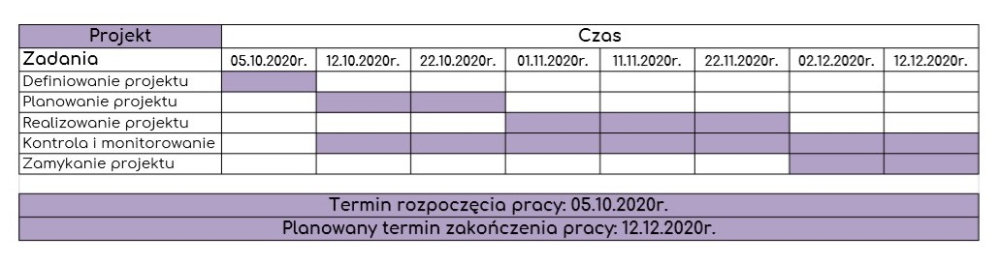 Projekt Czas
Zadania 05.10.2020r. 12.10.2020r. 22.10.2020r. 01.11.2020r. 11.11.2020r. 22.11.2020r. 02.12.2020r. 12.12.2020r.
Definiowanie projektu
Planowanie projektu
Realizowanie projektu
Kontrola i monitorowanie
Zamykanie projektu
Termin rozpoczęcia pracy: 05.10.2020r.
Planowany termin zakończenia pracy: 12.12.2020r.